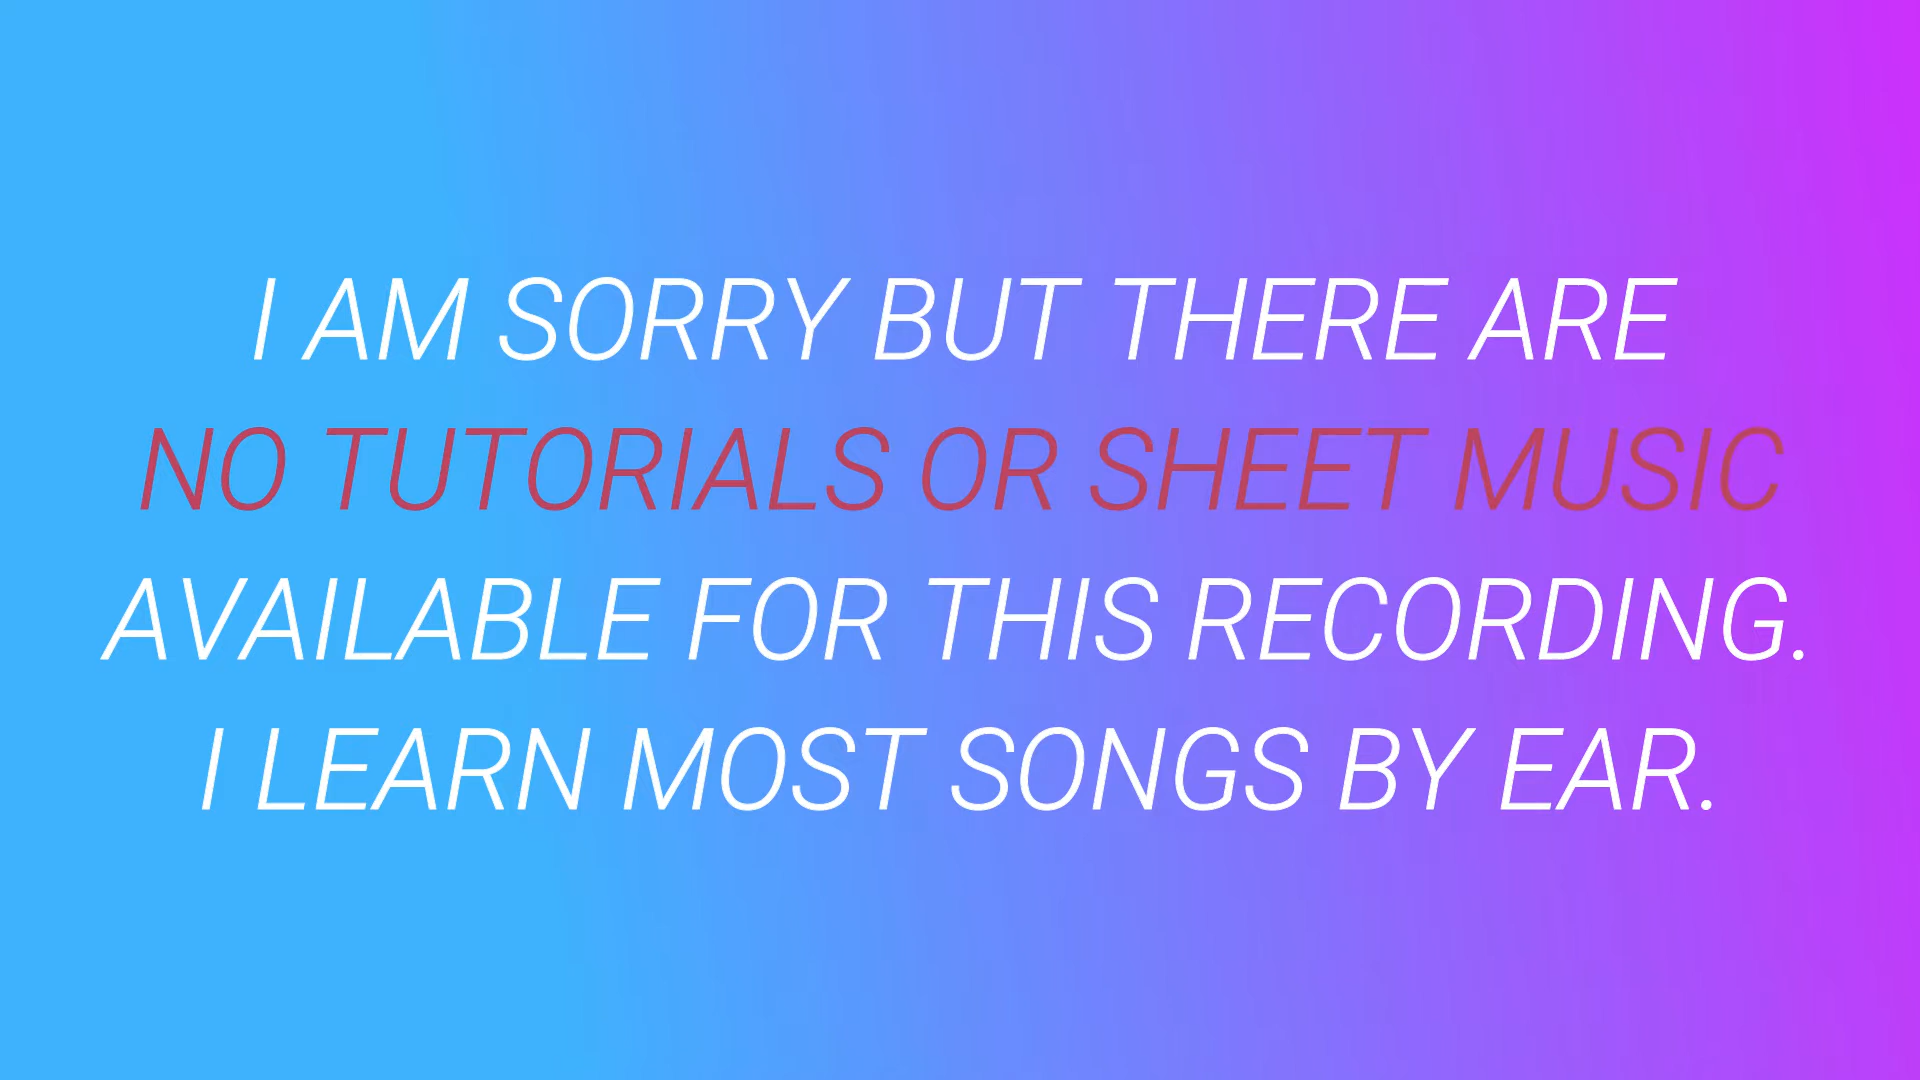 I AM SORRY BUT THERE ARE
NO TUTORIALS OR SHEET MUSIC
AVAILABLE FOR THIS RECORDING.
I LEARN MOST SONGS BY EAR.